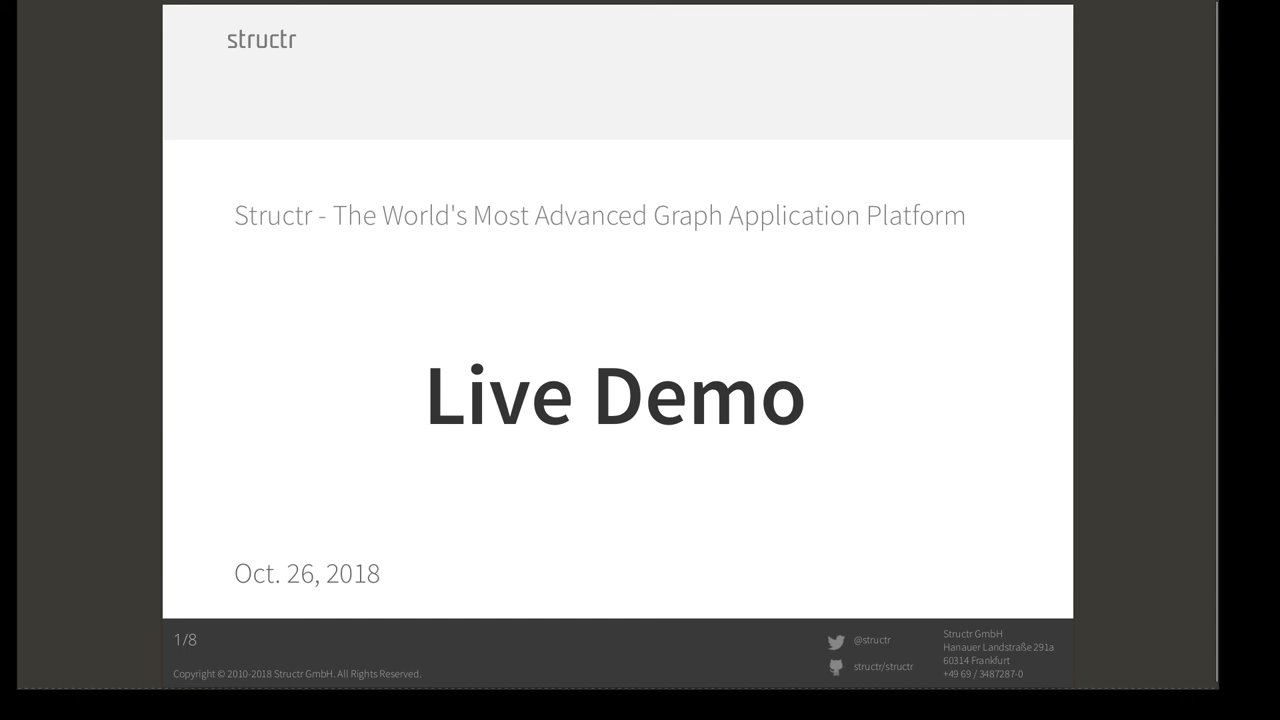 structr
Structr - The World's Most Advanced Graph Application Platform
Live Demo
Oct. 26, 2018
1/8
Copyright © 2010-2018 Structr GmbH. All Rights Reserved.
@structr
structr/structr
Structr GmbH
Hanauer Landstraße 291a
60314 Frankfurt
+49 69 / 3487287-0